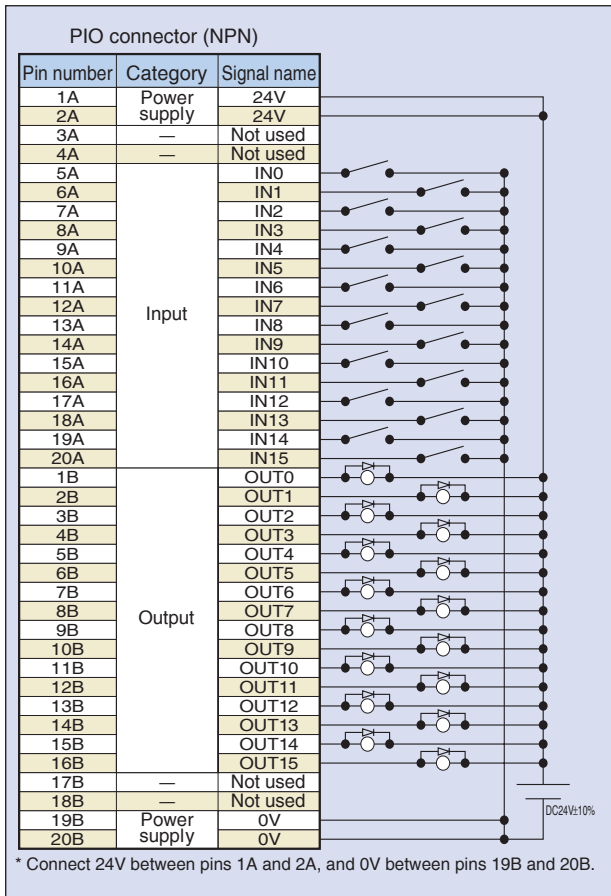 PIO connector (NPN)
Pin number Category Signal name
1A Power supply 24V
2A 24V
3A — Not used
4A — Not used
5A Input IN0
6A IN1
7A IN2
8A IN3
9A IN4
10A IN5
11A IN6
12A IN7
13A IN8
14A IN9
15A IN10
16A IN11
17A IN12
18A IN13
19A IN14
20A IN15
1B Output OUT0
2B OUT1
3B OUT2
4B OUT3
5B OUT4
6B OUT5
7B OUT6
8B OUT7
9B OUT8
10B OUT9
11B OUT10
12B OUT11
13B OUT12
14B OUT13
15B OUT14
16B OUT15
17B — Not used
18B — Not used
DC24V±10%
19B Power supply 0V
20B 0V
* Connect 24V between pins 1A and 2A, and 0V between pins 19B and 20B.